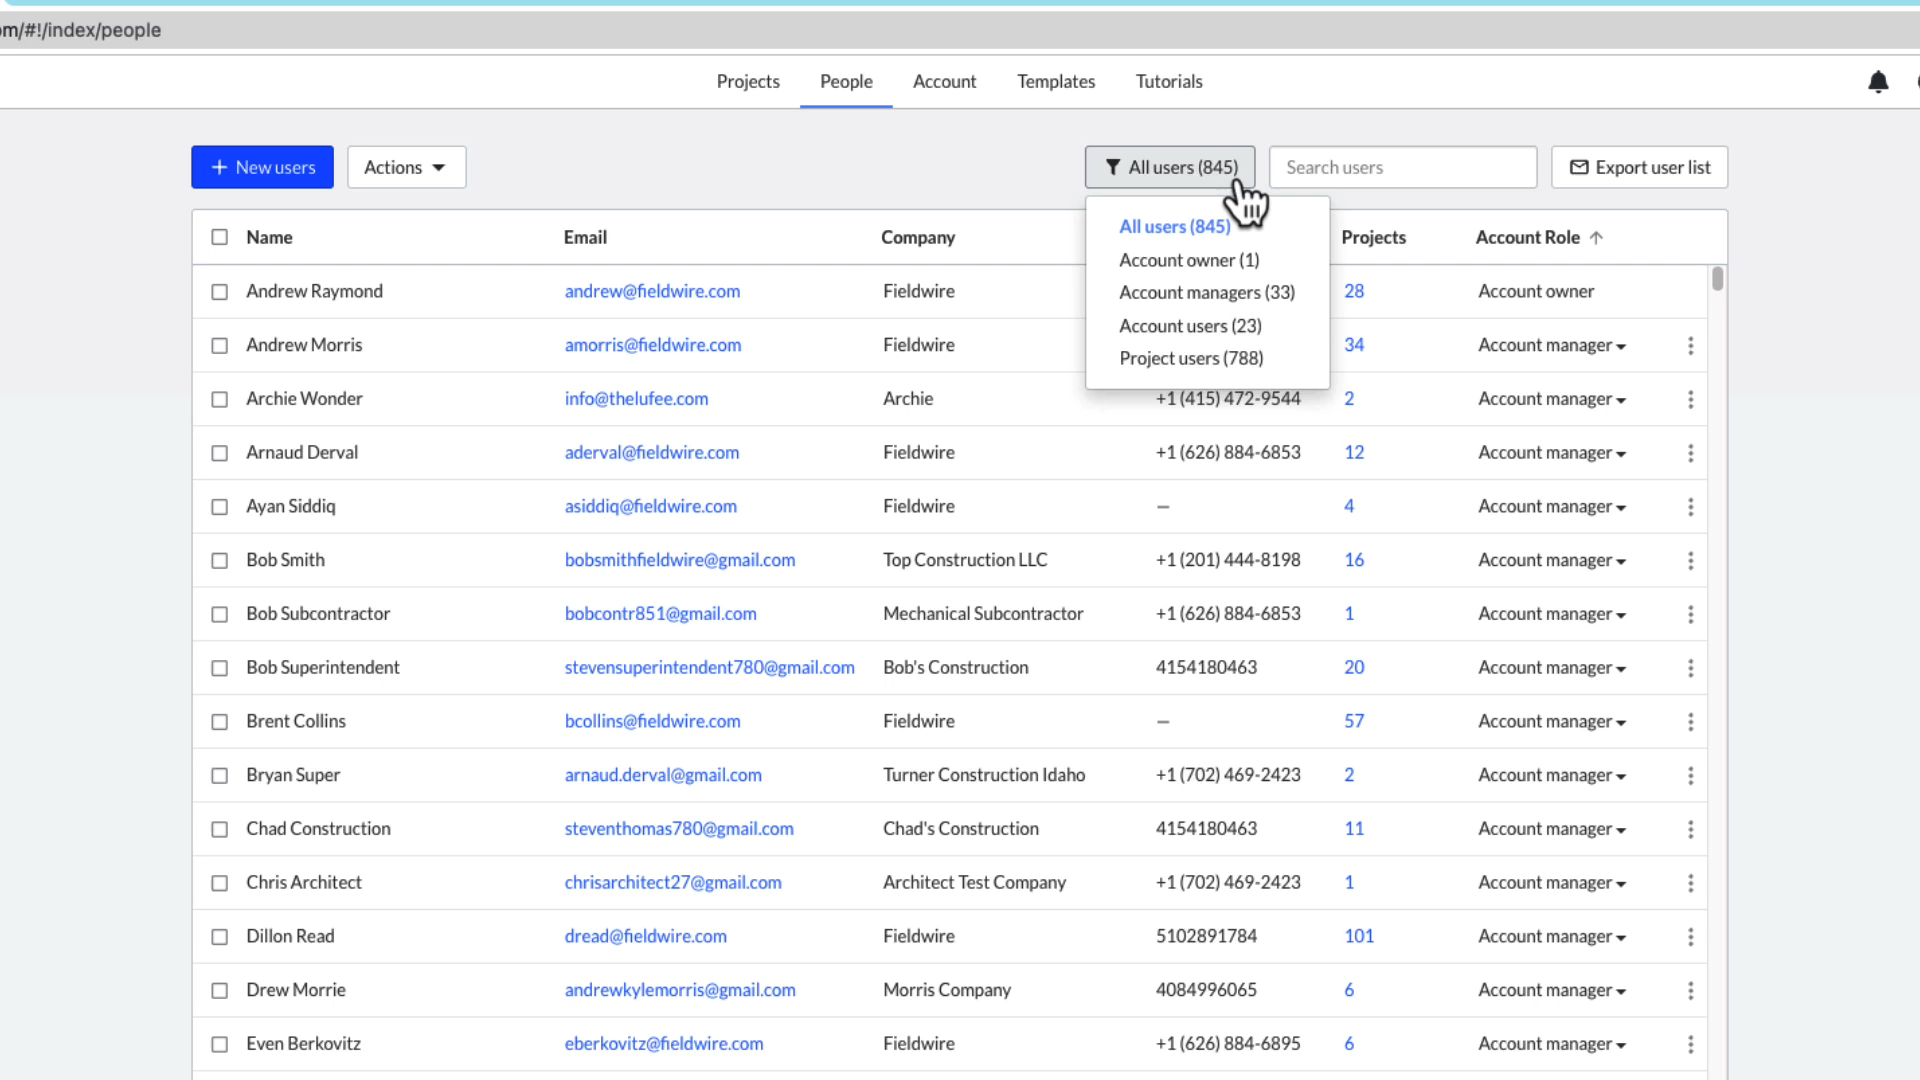 om/#!/index/people
Projects People Account Templates Tutorials
+ New users Actions All users (845) Search users Export user list
All users (845)
Account owner (1)
Account managers (33)
Account users (23)
Project users (788)
Name Email Company Projects Account Role ↑
Andrew Raymond andrew@fieldwire.com Fieldwire 28 Account owner
Andrew Morris amorris@fieldwire.com Fieldwire 34 Account manager
Archie Wonder info@thelufee.com Archie +1 (415) 472-9544 2 Account manager
Arnaud Derval aderval@fieldwire.com Fieldwire +1 (626) 884-6853 12 Account manager
Ayan Siddiq asiddiq@fieldwire.com Fieldwire — 4 Account manager
Bob Smith bobsmithfieldwire@gmail.com Top Construction LLC +1 (201) 444-8198 16 Account manager
Bob Subcontractor bobcontr851@gmail.com Mechanical Subcontractor +1 (626) 884-6853 1 Account manager
Bob Superintendent stevensuperintendent780@gmail.com Bob's Construction 4154180463 20 Account manager
Brent Collins bcollins@fieldwire.com Fieldwire — 57 Account manager
Bryan Super arnaud.derval@gmail.com Turner Construction Idaho +1 (702) 469-2423 2 Account manager
Chad Construction steventhomas780@gmail.com Chad's Construction 4154180463 11 Account manager
Chris Architect chrisarchitect27@gmail.com Architect Test Company +1 (702) 469-2423 1 Account manager
Dillon Read dread@fieldwire.com Fieldwire 5102891784 101 Account manager
Drew Morrie andrewkylemorris@gmail.com Morris Company 4084996065 6 Account manager
Even Berkovitz eberkovitz@fieldwire.com Fieldwire +1 (626) 884-6895 6 Account manager